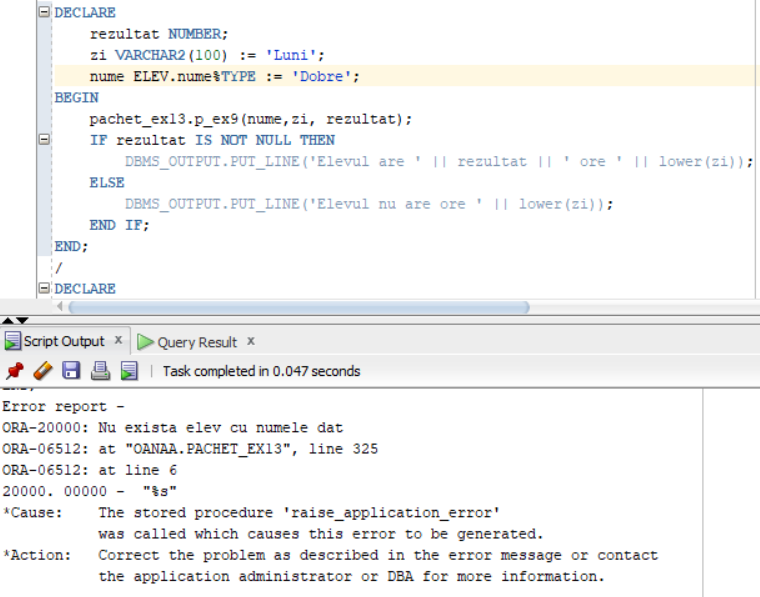 DECLARE
rezultat NUMBER;
zi VARCHAR2(100) := 'Luni';
nume ELEV.nume%TYPE := 'Dobre';
BEGIN
pachet_ex13.p_ex9(nume,zi, rezultat);
IF rezultat IS NOT NULL THEN
DBMS_OUTPUT.PUT_LINE('Elevul are ' || rezultat || ' ore ' || lower(zi));
ELSE
DBMS_OUTPUT.PUT_LINE('Elevul nu are ore ' || lower(zi));
END IF;
END;
/
DECLARE
Script Output x Query Result x
Task completed in 0.047 seconds
Error report -
ORA-20000: Nu exista elev cu numele dat
ORA-06512: at "OANAA.PACHET_EX13", line 325
ORA-06512: at line 6
20000. 00000 - "%s"
*Cause: The stored procedure 'raise_application_error'
was called which causes this error to be generated.
*Action: Correct the problem as described in the error message or contact
the application administrator or DBA for more information.